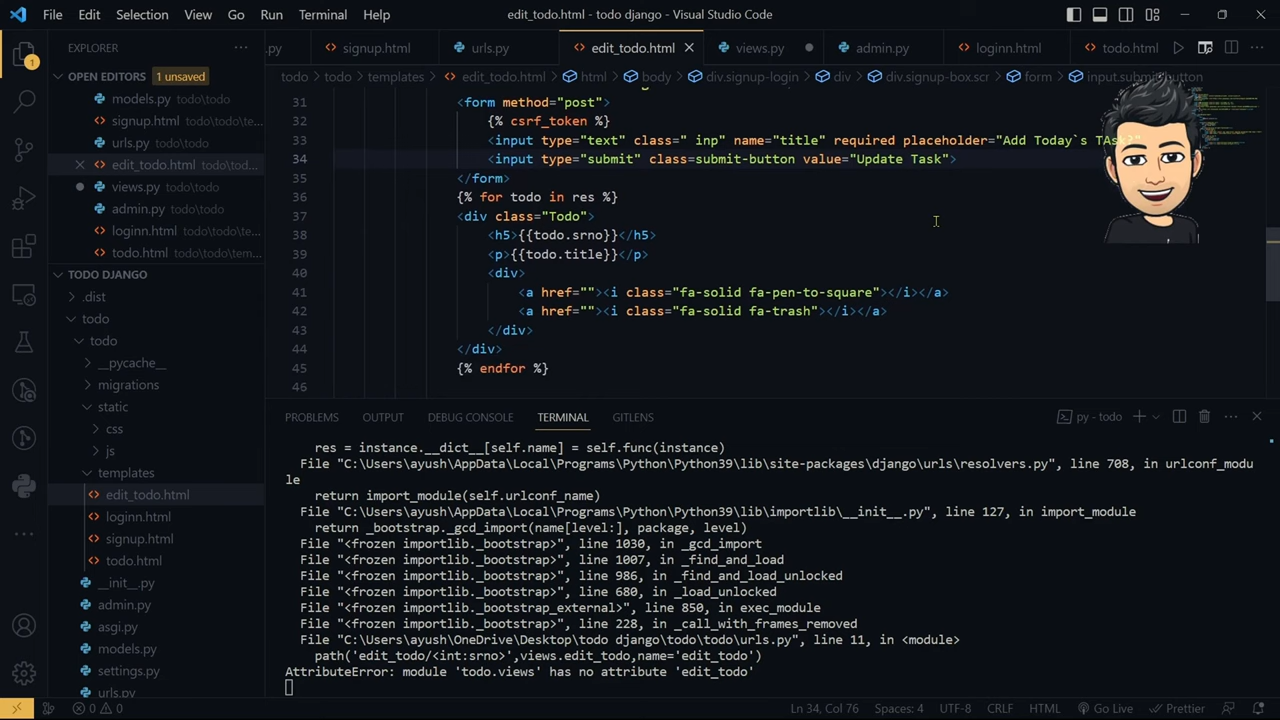 File Edit Selection View Go Run Terminal Help
edit_todo.html - todo django - Visual Studio Code
EXPLORER
.py signup.html urls.py edit_todo.html views.py admin.py loginn.html todo.html
OPEN EDITORS 1 unsaved
models.py todo\todo
signup.html todo\te...
urls.py todo\todo
edit_todo.html todo\tod...
views.py todo\todo
admin.py todo\todo
loginn.html todo\todo\te...
todo.html todo\todo\tem...
TODO DJANGO
.dist
todo
todo
__pycache__
migrations
static
css
js
templates
edit_todo.html
loginn.html
signup.html
todo.html
__init__.py
admin.py
asgi.py
models.py
settings.py
urls.py
todo > todo > templates > edit_todo.html > html > body > div.signup-login > div > div.signup-box.scr > form > input.submit-button
31 <form method="post">
32 {% csrf_token %}
33 <input type="text" class=" inp" name="title" required placeholder="Add Today`s TAsk?"
34 <input type="submit" class=submit-button value="Update Task">
35 </form>
36 {% for todo in res %}
37 <div class="Todo">
38 <h5>{{todo.srno}}</h5>
39 <p>{{todo.title}}</p>
40 <div>
41 <a href=""><i class="fa-solid fa-pen-to-square"></i></a>
42 <a href=""><i class="fa-solid fa-trash"></i></a>
43 </div>
44 </div>
45 {% endfor %}
46
PROBLEMS OUTPUT DEBUG CONSOLE TERMINAL GITLENS
py - todo
res = instance.__dict__[self.name] = self.func(instance)
File "C:\Users\ayush\AppData\Local\Programs\Python\Python39\lib\site-packages\django\urls\resolvers.py", line 708, in urlconf_modu
le
return import_module(self.urlconf_name)
File "C:\Users\ayush\AppData\Local\Programs\Python\Python39\lib\importlib\__init__.py", line 127, in import_module
return _bootstrap._gcd_import(name[level:], package, level)
File "<frozen importlib._bootstrap>", line 1030, in _gcd_import
File "<frozen importlib._bootstrap>", line 1007, in _find_and_load
File "<frozen importlib._bootstrap>", line 986, in _find_and_load_unlocked
File "<frozen importlib._bootstrap>", line 680, in _load_unlocked
File "<frozen importlib._bootstrap_external>", line 850, in exec_module
File "<frozen importlib._bootstrap>", line 228, in _call_with_frames_removed
File "C:\Users\ayush\OneDrive\Desktop\todo django\todo\todo\urls.py", line 11, in <module>
path('edit_todo/<int:srno>',views.edit_todo,name='edit_todo')
AttributeError: module 'todo.views' has no attribute 'edit_todo'
0 0
Ln 34, Col 76 Spaces: 4 UTF-8 CRLF HTML Go Live Prettier